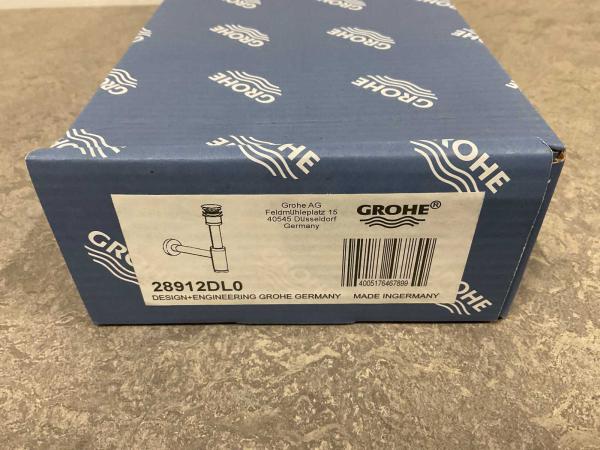 GROHE
GROHE
GROHE
GROHE
GROHE
GROHE
OHE
Grohe AG
Feldmühleplatz 15
40545 Düsseldorf
Germany
GROHE®
28912DL0
4005176467899
DESIGN+ENGINEERING GROHE GERMANY MADE INGERMANY